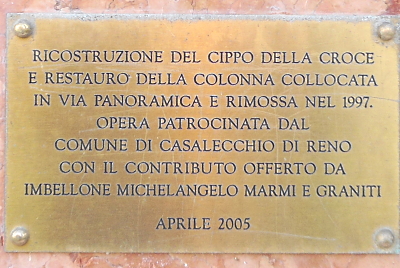 RICOSTRUZIONE DEL CIPPO DELLA CROCE
E RESTAURO DELLA COLONNA COLLOCATA
IN VIA PANORAMICA E RIMOSSA NEL 1997.
OPERA PATROCINATA DAL
COMUNE DI CASALECCHIO DI RENO
CON IL CONTRIBUTO OFFERTO DA
IMBELLONE MICHELANGELO MARMI E GRANITI
APRILE 2005